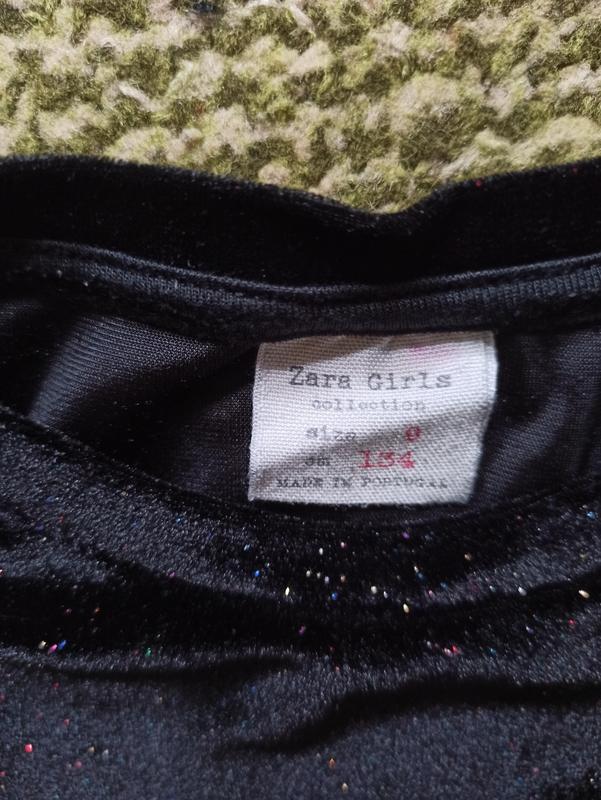 Zara Girls
collection
size 9
cm 134
MADE IN PORTUGAL